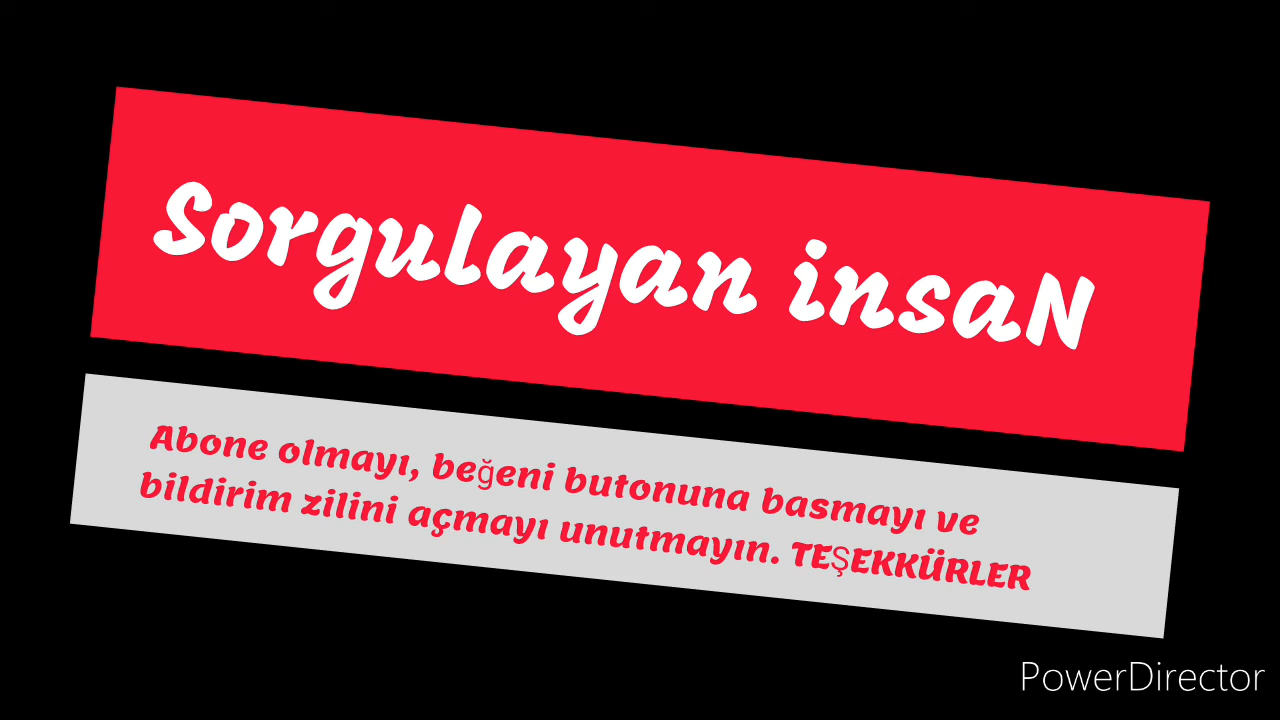 Sorgulayan insaN
Abone olmayı, beğeni butonuna basmayı ve
bildirim zilini açmayı unutmayın. TEŞEKKÜRLER
PowerDirector